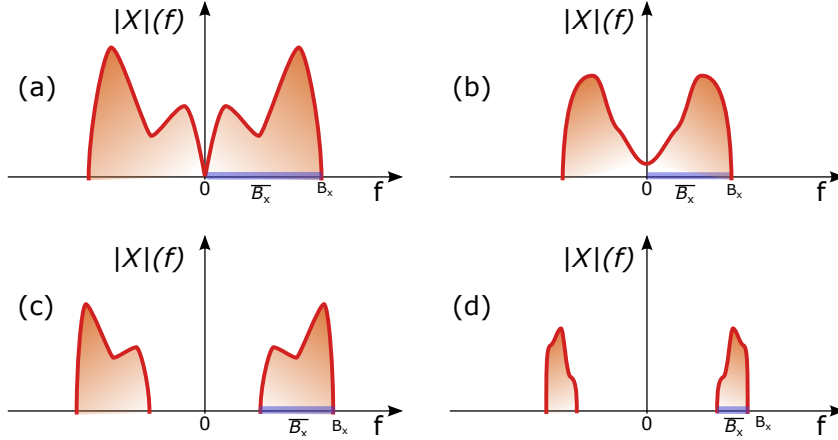 |X|(f)
(a)
0
B̅ₓ
Bₓ
f
|X|(f)
(b)
0
B̅ₓ
Bₓ
f
|X|(f)
(c)
0
B̅ₓ
Bₓ
f
|X|(f)
(d)
0
B̅ₓ
Bₓ
f